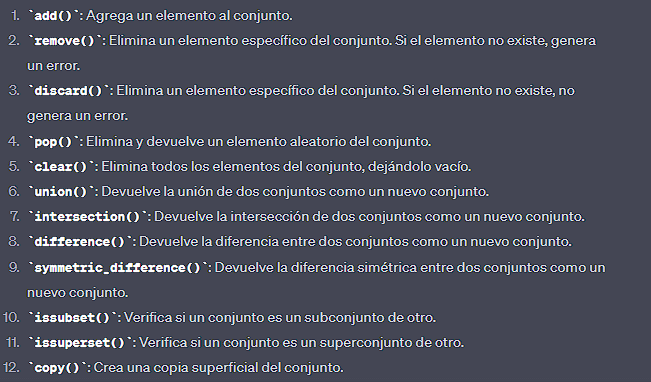 1. `add()`: Agrega un elemento al conjunto.
2. `remove()`: Elimina un elemento específico del conjunto. Si el elemento no existe, genera
un error.
3. `discard()`: Elimina un elemento específico del conjunto. Si el elemento no existe, no
genera un error.
4. `pop()`: Elimina y devuelve un elemento aleatorio del conjunto.
5. `clear()`: Elimina todos los elementos del conjunto, dejándolo vacío.
6. `union()`: Devuelve la unión de dos conjuntos como un nuevo conjunto.
7. `intersection()`: Devuelve la intersección de dos conjuntos como un nuevo conjunto.
8. `difference()`: Devuelve la diferencia entre dos conjuntos como un nuevo conjunto.
9. `symmetric_difference()`: Devuelve la diferencia simétrica entre dos conjuntos como un
nuevo conjunto.
10. `issubset()`: Verifica si un conjunto es un subconjunto de otro.
11. `issuperset()`: Verifica si un conjunto es un superconjunto de otro.
12. `copy()`: Crea una copia superficial del conjunto.